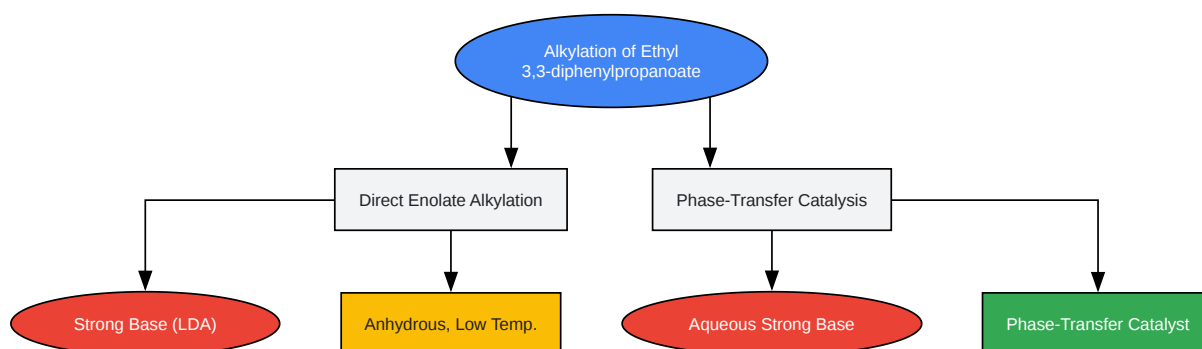 Alkylation of Ethyl
3,3-diphenylpropanoate
Direct Enolate Alkylation
Phase-Transfer Catalysis
Strong Base (LDA)
Anhydrous, Low Temp.
Aqueous Strong Base
Phase-Transfer Catalyst